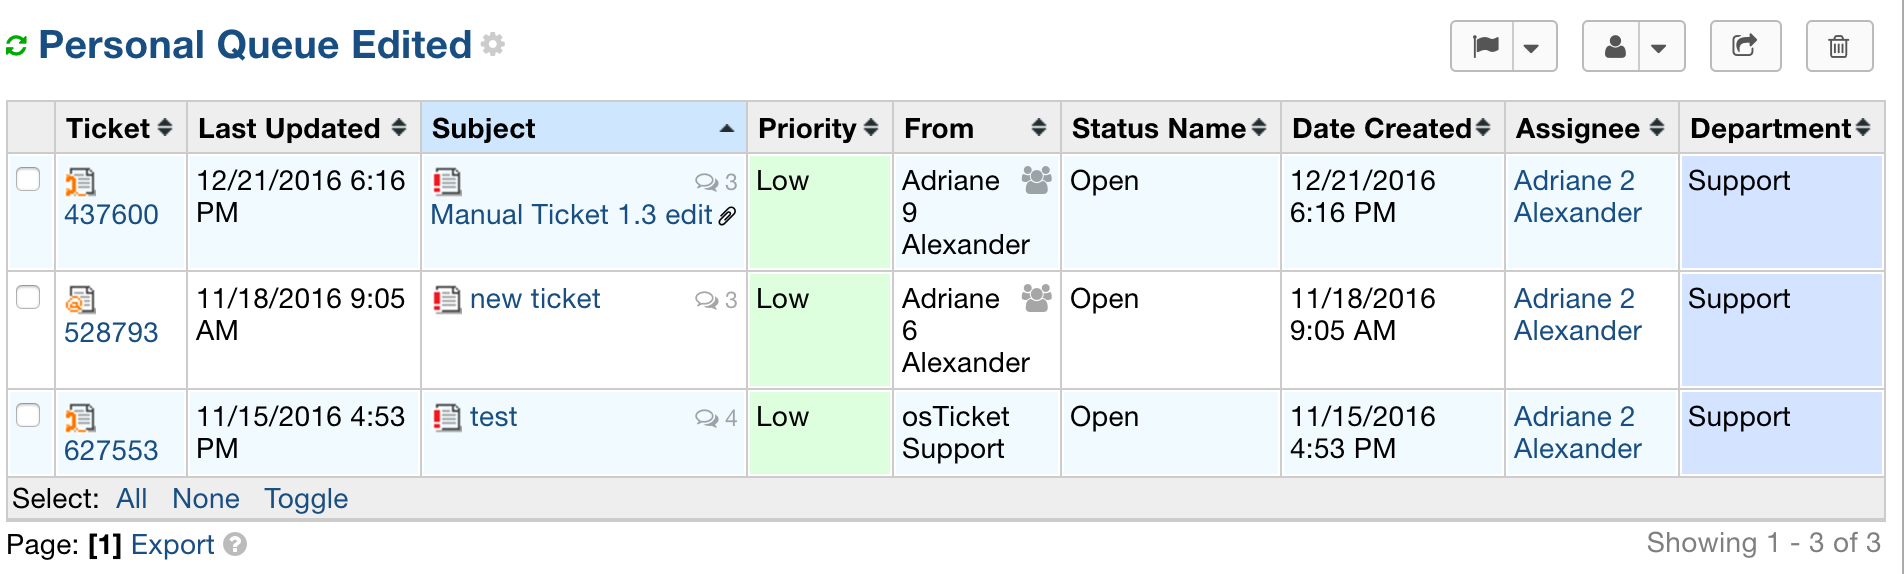 Personal Queue Edited
Ticket Last Updated Subject Priority From Status Name Date Created Assignee Department
437600
12/21/2016 6:16
PM
3
Manual Ticket 1.3 edit
Low
Adriane
9
Alexander
Open
12/21/2016
6:16 PM
Adriane 2
Alexander
Support
528793
11/18/2016 9:05
AM
new ticket 3
Low
Adriane
6
Alexander
Open
11/18/2016
9:05 AM
Adriane 2
Alexander
Support
627553
11/15/2016 4:53
PM
test 4
Low
osTicket
Support
Open
11/15/2016
4:53 PM
Adriane 2
Alexander
Support
Select: All None Toggle
Page: [1] Export ?
Showing 1 - 3 of 3